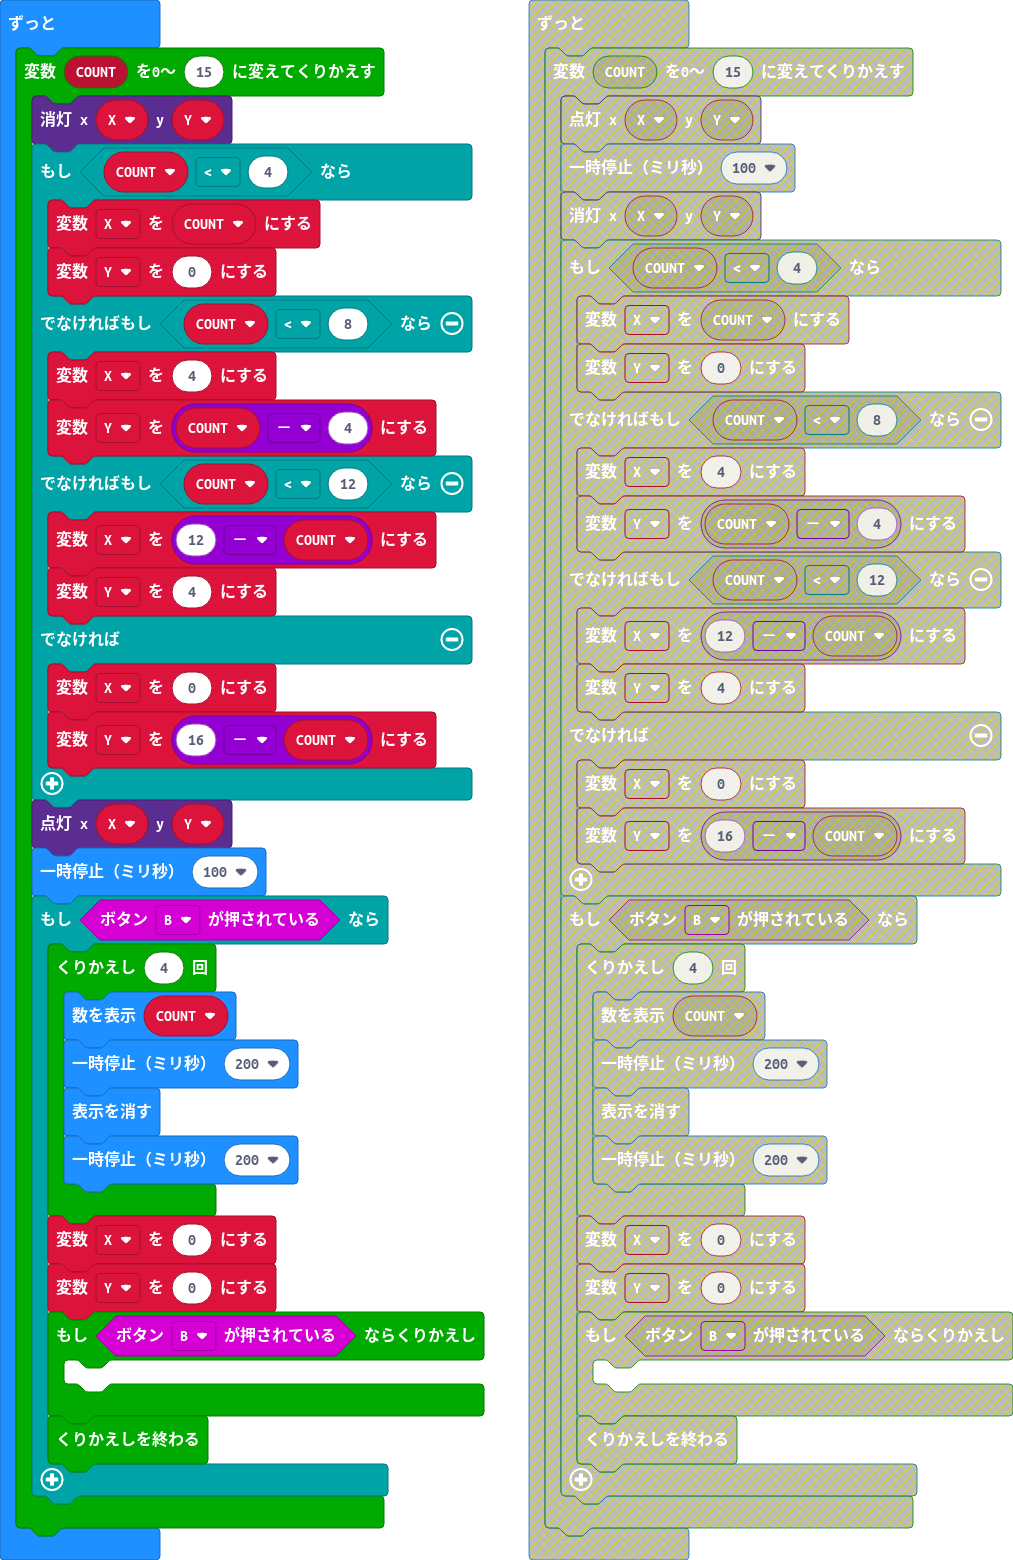 ずっと
変数 COUNT を0〜 15 に変えてくりかえす
消灯 x X y Y
もし COUNT < 4 なら
変数 X を COUNT にする
変数 Y を 0 にする
でなければもし COUNT < 8 なら
変数 X を 4 にする
変数 Y を COUNT － 4 にする
でなければもし COUNT < 12 なら
変数 X を 12 － COUNT にする
変数 Y を 4 にする
でなければ
変数 X を 0 にする
変数 Y を 16 － COUNT にする
点灯 x X y Y
一時停止（ミリ秒） 100
もし ボタン B が押されている なら
くりかえし 4 回
数を表示 COUNT
一時停止（ミリ秒） 200
表示を消す
一時停止（ミリ秒） 200
変数 X を 0 にする
変数 Y を 0 にする
もし ボタン B が押されている ならくりかえし
くりかえしを終わる
ずっと
変数 COUNT を0〜 15 に変えてくりかえす
点灯 x X y Y
一時停止（ミリ秒） 100
消灯 x X y Y
もし COUNT < 4 なら
変数 X を COUNT にする
変数 Y を 0 にする
でなければもし COUNT < 8 なら
変数 X を 4 にする
変数 Y を COUNT － 4 にする
でなければもし COUNT < 12 なら
変数 X を 12 － COUNT にする
変数 Y を 4 にする
でなければ
変数 X を 0 にする
変数 Y を 16 － COUNT にする
もし ボタン B が押されている なら
くりかえし 4 回
数を表示 COUNT
一時停止（ミリ秒） 200
表示を消す
一時停止（ミリ秒） 200
変数 X を 0 にする
変数 Y を 0 にする
もし ボタン B が押されている ならくりかえし
くりかえしを終わる